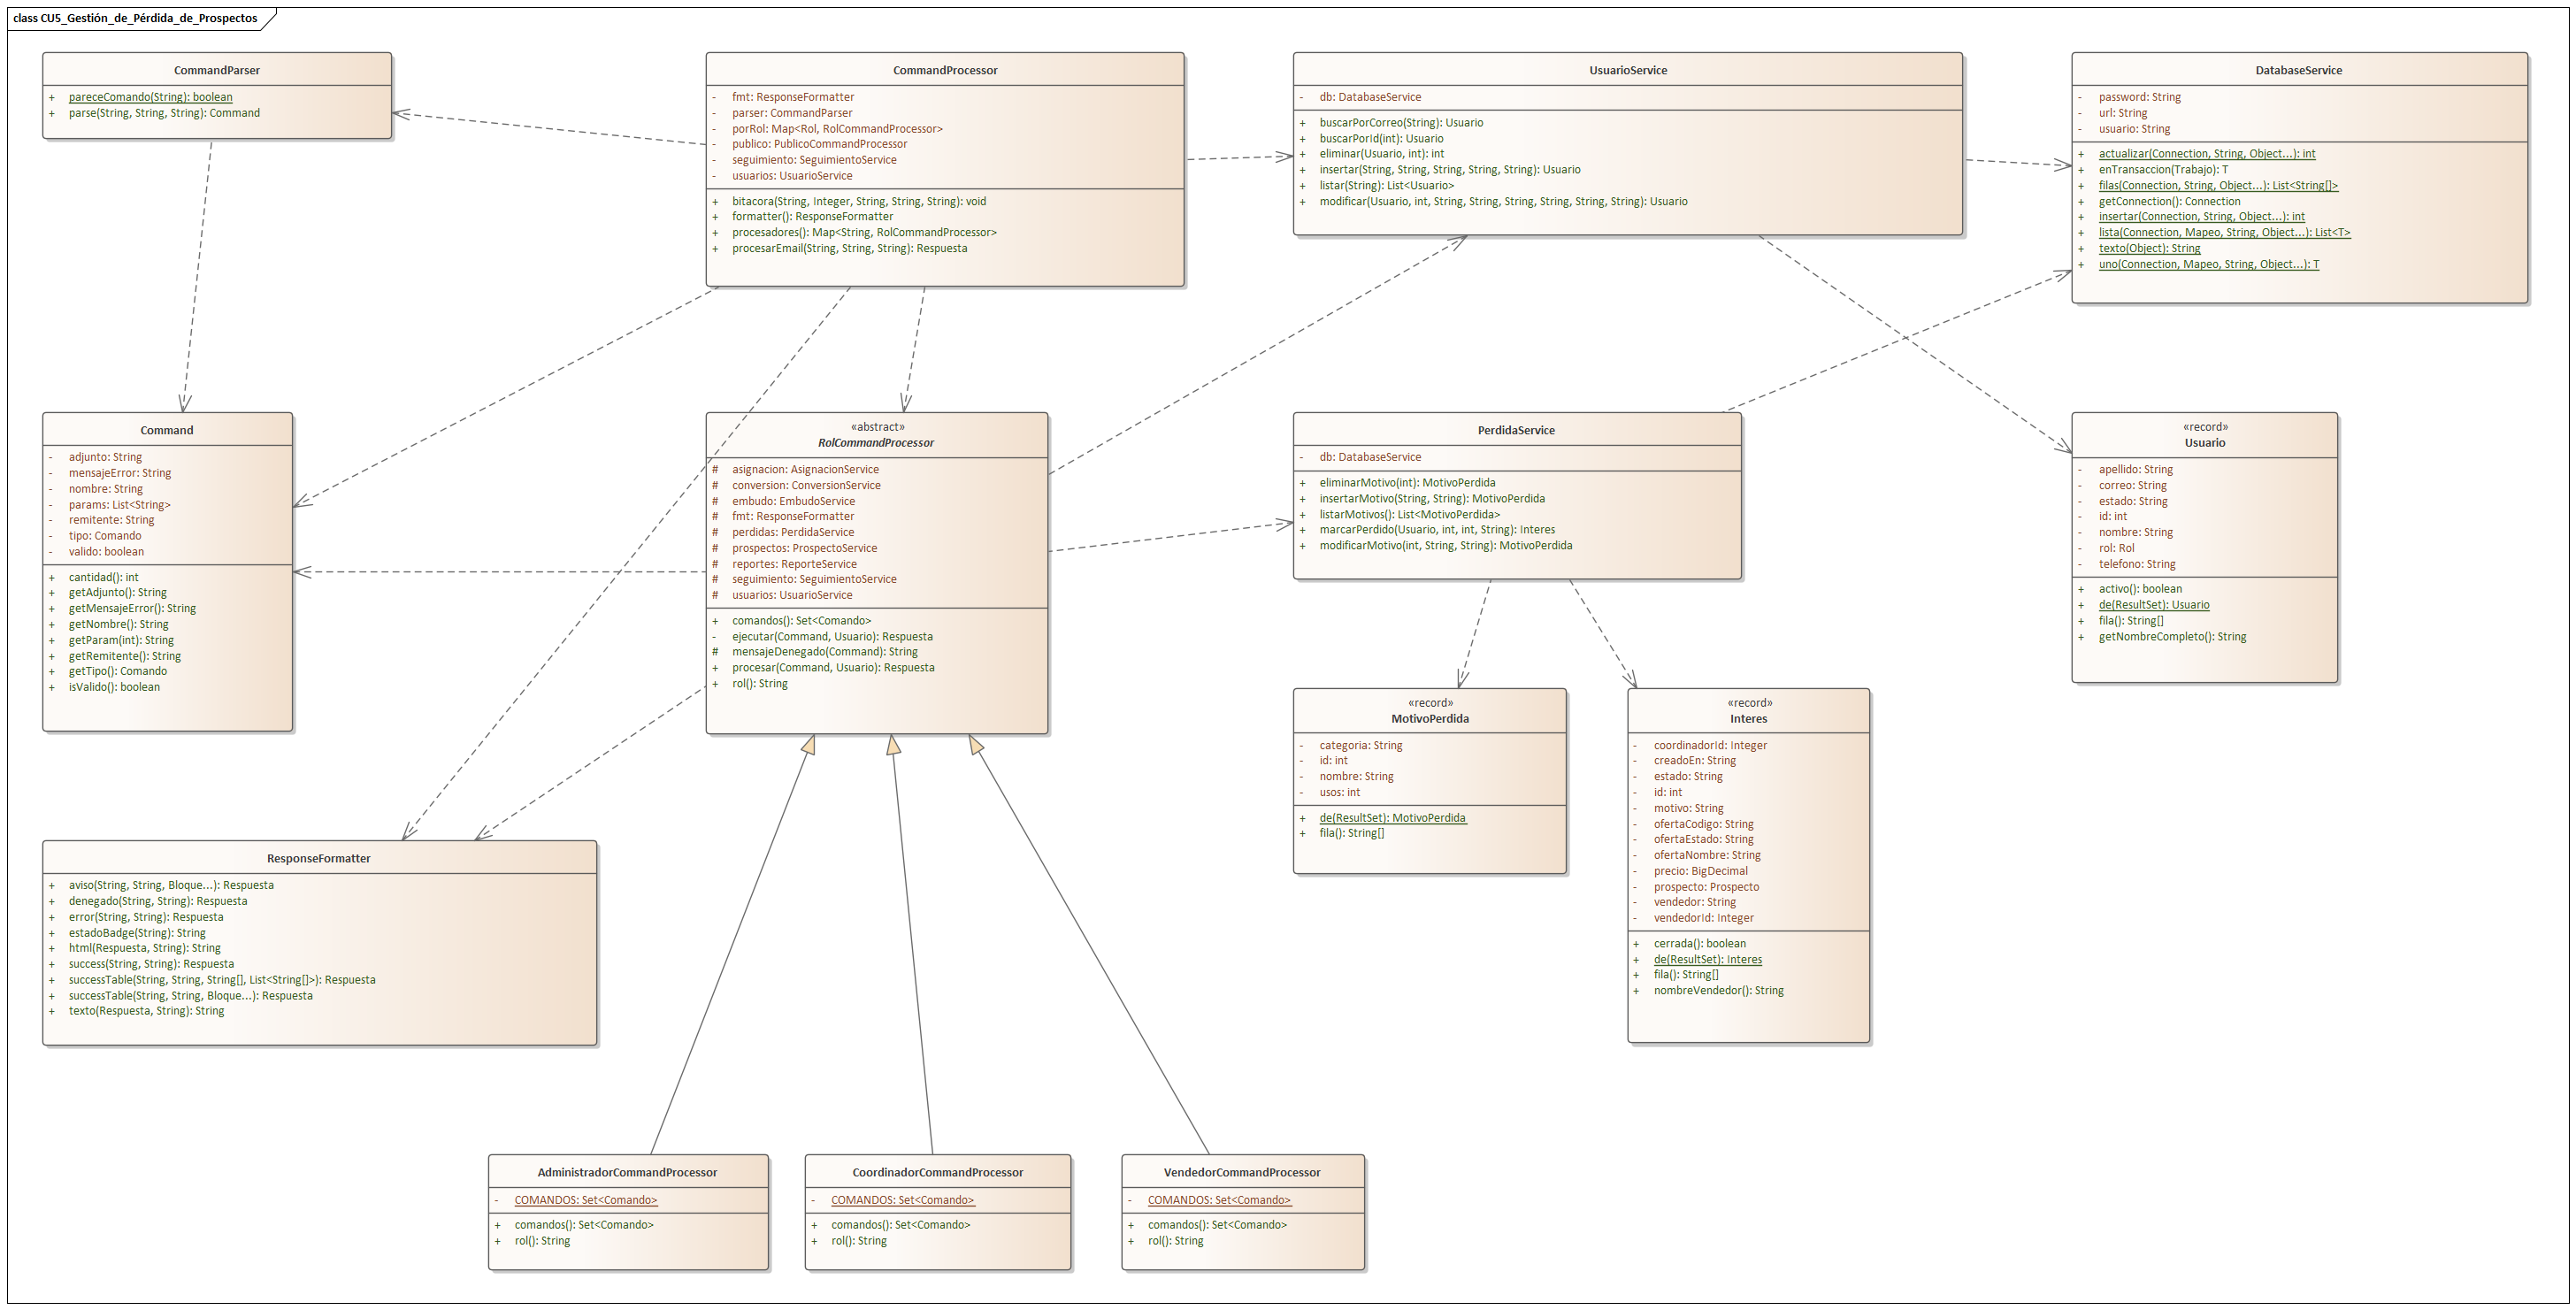 class CU5_Gestión_de_Pérdida_de_Prospectos
CommandParser
+ pareceComando(String): boolean
+ parse(String, String, String): Command
CommandProcessor
- fmt: ResponseFormatter
- parser: CommandParser
- porRol: Map<Rol, RolCommandProcessor>
- publico: PublicoCommandProcessor
- seguimiento: SeguimientoService
- usuarios: UsuarioService
+ bitacora(String, Integer, String, String, String): void
+ formatter(): ResponseFormatter
+ procesadores(): Map<String, RolCommandProcessor>
+ procesarEmail(String, String, String): Respuesta
UsuarioService
- db: DatabaseService
+ buscarPorCorreo(String): Usuario
+ buscarPorId(int): Usuario
+ eliminar(Usuario, int): int
+ insertar(String, String, String, String, String): Usuario
+ listar(String): List<Usuario>
+ modificar(Usuario, int, String, String, String, String, String, String): Usuario
DatabaseService
- password: String
- url: String
- usuario: String
+ actualizar(Connection, String, Object...): int
+ enTransaccion(Trabajo): T
+ filas(Connection, String, Object...): List<String[]>
+ getConnection(): Connection
+ insertar(Connection, String, Object...): int
+ lista(Connection, Mapeo, String, Object...): List<T>
+ texto(Object): String
+ uno(Connection, Mapeo, String, Object...): T
Command
- adjunto: String
- mensajeError: String
- nombre: String
- params: List<String>
- remitente: String
- tipo: Comando
- valido: boolean
+ cantidad(): int
+ getAdjunto(): String
+ getMensajeError(): String
+ getNombre(): String
+ getParam(int): String
+ getRemitente(): String
+ getTipo(): Comando
+ isValido(): boolean
«abstract»
RolCommandProcessor
# asignacion: AsignacionService
# conversion: ConversionService
# embudo: EmbudoService
# fmt: ResponseFormatter
# perdidas: PerdidaService
# prospectos: ProspectoService
# reportes: ReporteService
# seguimiento: SeguimientoService
# usuarios: UsuarioService
+ comandos(): Set<Comando>
- ejecutar(Command, Usuario): Respuesta
# mensajeDenegado(Command): String
+ procesar(Command, Usuario): Respuesta
+ rol(): String
PerdidaService
- db: DatabaseService
+ eliminarMotivo(int): MotivoPerdida
+ insertarMotivo(String, String): MotivoPerdida
+ listarMotivos(): List<MotivoPerdida>
+ marcarPerdido(Usuario, int, int, String): Interes
+ modificarMotivo(int, String, String): MotivoPerdida
«record»
Usuario
- apellido: String
- correo: String
- estado: String
- id: int
- nombre: String
- rol: Rol
- telefono: String
+ activo(): boolean
+ de(ResultSet): Usuario
+ fila(): String[]
+ getNombreCompleto(): String
«record»
MotivoPerdida
- categoria: String
- id: int
- nombre: String
- usos: int
+ de(ResultSet): MotivoPerdida
+ fila(): String[]
«record»
Interes
- coordinadorId: Integer
- creadoEn: String
- estado: String
- id: int
- motivo: String
- ofertaCodigo: String
- ofertaEstado: String
- ofertaNombre: String
- precio: BigDecimal
- prospecto: Prospecto
- vendedor: String
- vendedorId: Integer
+ cerrada(): boolean
+ de(ResultSet): Interes
+ fila(): String[]
+ nombreVendedor(): String
ResponseFormatter
+ aviso(String, String, Bloque...): Respuesta
+ denegado(String, String): Respuesta
+ error(String, String): Respuesta
+ estadoBadge(String): String
+ html(Respuesta, String): String
+ success(String, String): Respuesta
+ successTable(String, String, String[], List<String[]>): Respuesta
+ successTable(String, String, Bloque...): Respuesta
+ texto(Respuesta, String): String
AdministradorCommandProcessor
- COMANDOS: Set<Comando>
+ comandos(): Set<Comando>
+ rol(): String
CoordinadorCommandProcessor
- COMANDOS: Set<Comando>
+ comandos(): Set<Comando>
+ rol(): String
VendedorCommandProcessor
- COMANDOS: Set<Comando>
+ comandos(): Set<Comando>
+ rol(): String